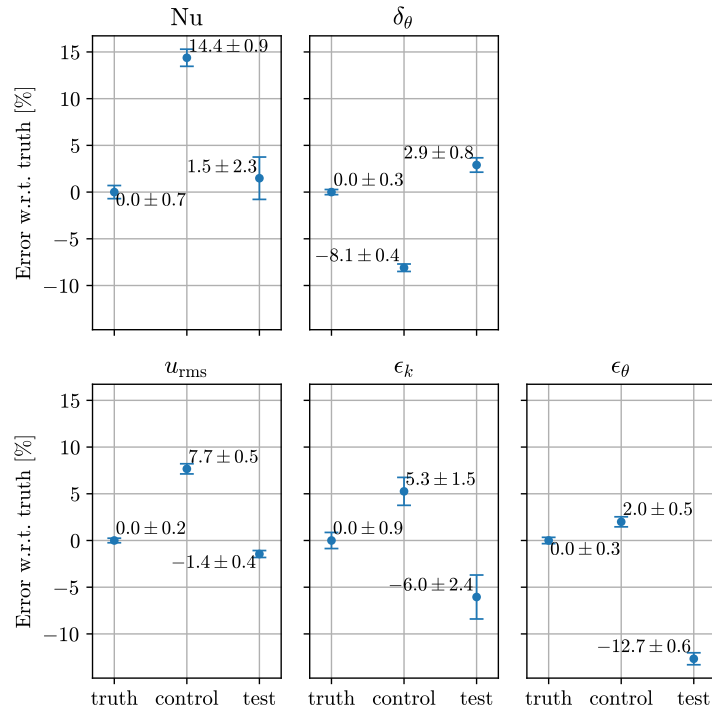 Nu
δ_θ
15
10
5
0
−5
−10
Error w.r.t. truth [%]
0.0 ± 0.7
14.4 ± 0.9
1.5 ± 2.3
0.0 ± 0.3
−8.1 ± 0.4
2.9 ± 0.8
u_rms
ϵ_k
ϵ_θ
15
10
5
0
−5
−10
Error w.r.t. truth [%]
0.0 ± 0.2
7.7 ± 0.5
−1.4 ± 0.4
0.0 ± 0.9
5.3 ± 1.5
−6.0 ± 2.4
0.0 ± 0.3
2.0 ± 0.5
−12.7 ± 0.6
truth control test
truth control test
truth control test